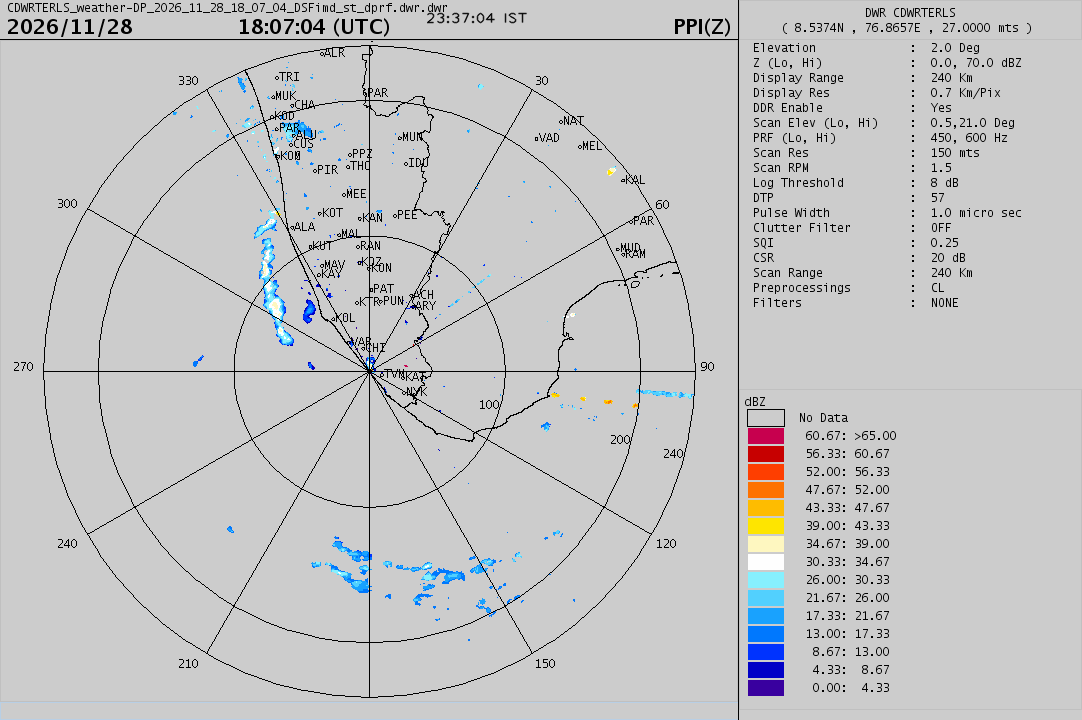 CDWRTERLS_weather-DP_2026_11_28_18_07_04_DSFimd_st_dprf.dwr.dwr
2026/11/28 18:07:04 (UTC) 23:37:04 IST PPI(Z)
DWR CDWRTERLS
( 8.5374N , 76.8657E , 27.0000 mts )
Elevation : 2.0 Deg
Z (Lo, Hi) : 0.0, 70.0 dBZ
Display Range : 240 Km
Display Res : 0.7 Km/Pix
DDR Enable : Yes
Scan Elev (Lo, Hi) : 0.5,21.0 Deg
PRF (Lo, Hi) : 450, 600 Hz
Scan Res : 150 mts
Scan RPM : 1.5
Log Threshold : 8 dB
DTP : 57
Pulse Width : 1.0 micro sec
Clutter Filter : OFF
SQI : 0.25
CSR : 20 dB
Scan Range : 240 Km
Preprocessings : CL
Filters : NONE
dBZ
No Data
60.67: >65.00
56.33: 60.67
52.00: 56.33
47.67: 52.00
43.33: 47.67
39.00: 43.33
34.67: 39.00
30.33: 34.67
26.00: 30.33
21.67: 26.00
17.33: 21.67
13.00: 17.33
8.67: 13.00
4.33: 8.67
0.00: 4.33
ALR
TRI
330
30
PAR
MUK
CHA
KOD
NAT
PAR
ALU
MUN
VAD
CUS
MEL
KOM
PPZ
IDU
THO
PIR
KAL
MEE
300
60
KOT
KAN
PEE
PAR
ALA
MAL
KUT
RAN
MUD
RAM
KOZ
MAV
KON
KAY
PAT
ACH
KTR
PUN
ARY
KOL
VAR
CHI
270
90
TVM
KAT
NYK
100
200
240
240
120
210
150